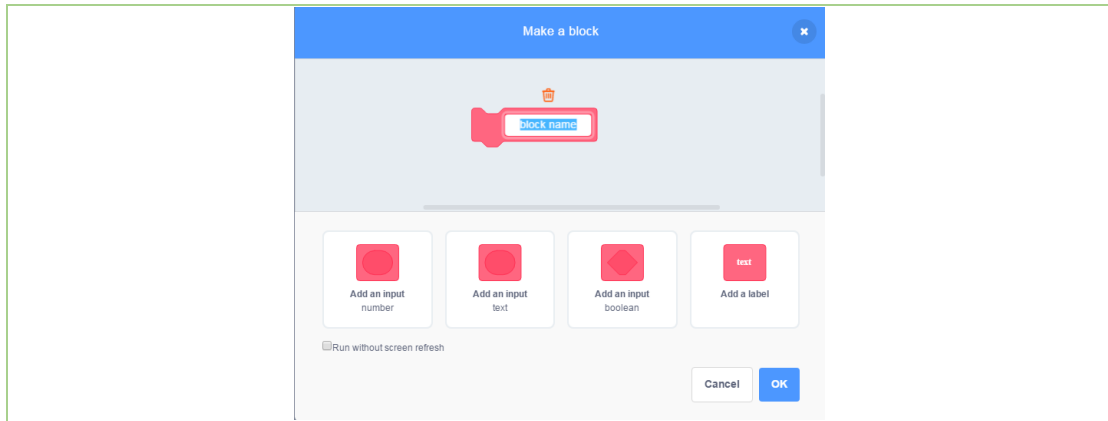 Make a block
block name
Add an input
number
Add an input
text
Add an input
boolean
text
Add a label
Run without screen refresh
Cancel
OK